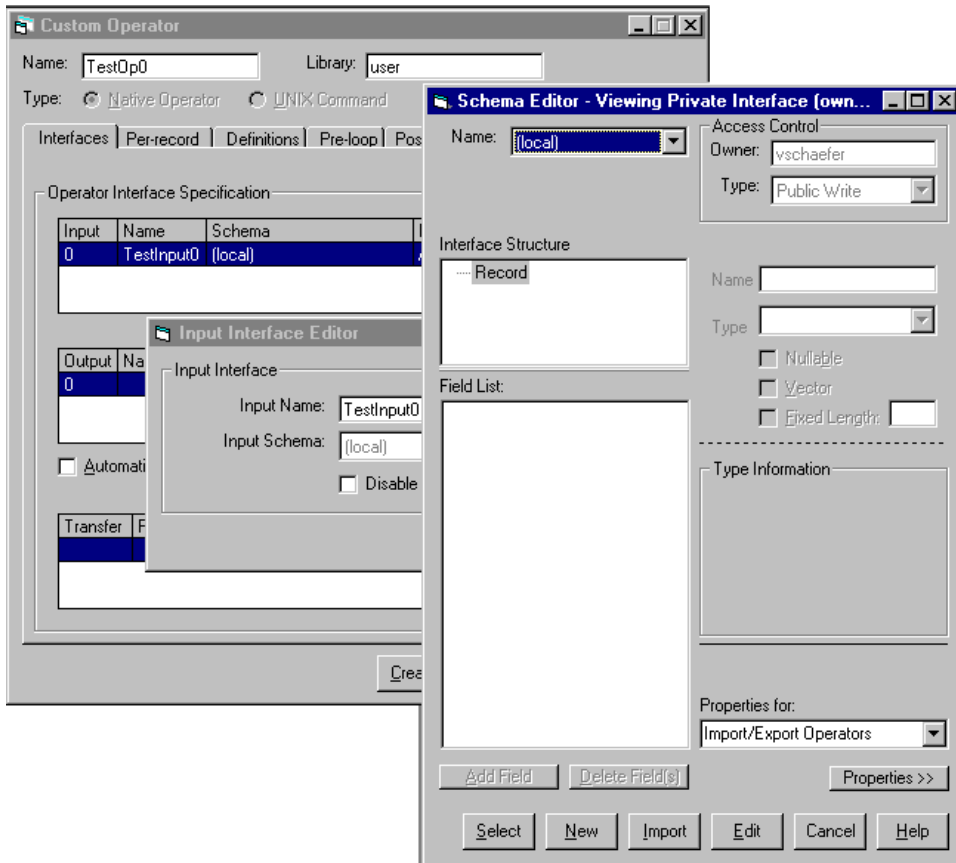 Custom Operator
Name: TestOp0 Library: user
Type: Native Operator UNIX Command
Interfaces Per-record Definitions Pre-loop Pos
Operator Interface Specification
Input Name Schema
0 TestInput0 (local)
Output Na
0
Automati
Transfer F
Crea
Input Interface Editor
Input Interface
Input Name: TestInput0
Input Schema: (local)
Disable
Schema Editor - Viewing Private Interface (own...
Name: (local)
Access Control
Owner: vschaefer
Type: Public Write
Interface Structure
Record
Name
Type
Nullable
Vector
Fixed Length:
Field List:
Type Information
Properties for:
Import/Export Operators
Add Field Delete Field(s) Properties >>
Select New Import Edit Cancel Help